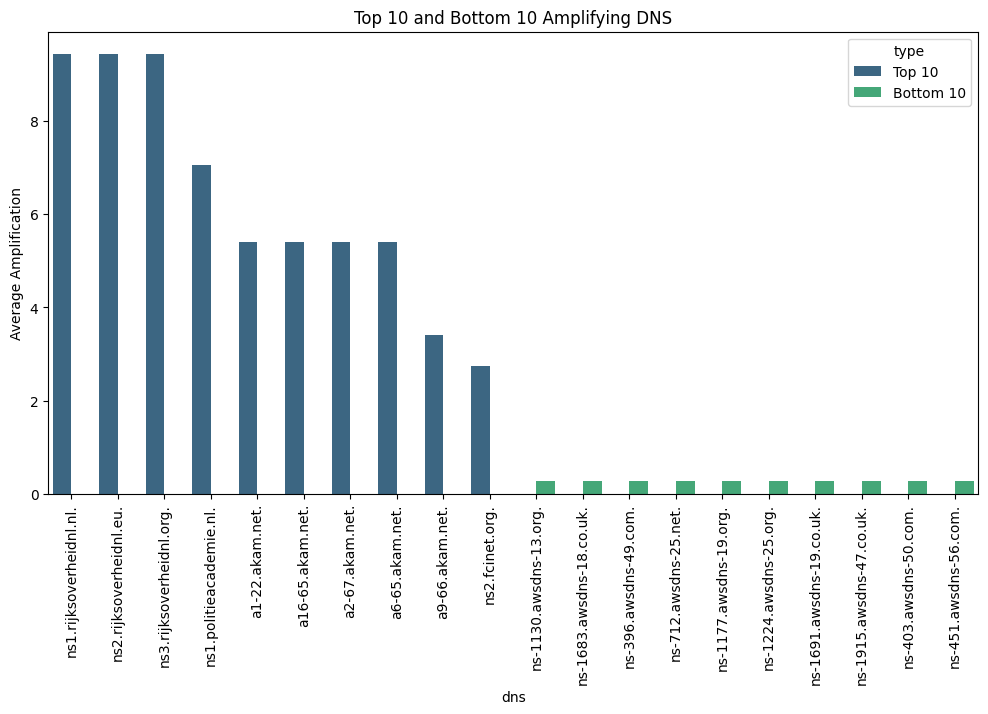 Top 10 and Bottom 10 Amplifying DNS
type
Top 10
Bottom 10
Average Amplification
8
6
4
2
0
ns1.rijksoverheidnl.nl.
ns2.rijksoverheidnl.eu.
ns3.rijksoverheidnl.org.
ns1.politieacademie.nl.
a1-22.akam.net.
a16-65.akam.net.
a2-67.akam.net.
a6-65.akam.net.
a9-66.akam.net.
ns2.fcinet.org.
ns-1130.awsdns-13.org.
ns-1683.awsdns-18.co.uk.
ns-396.awsdns-49.com.
ns-712.awsdns-25.net.
ns-1177.awsdns-19.org.
ns-1224.awsdns-25.org.
ns-1691.awsdns-19.co.uk.
ns-1915.awsdns-47.co.uk.
ns-403.awsdns-50.com.
ns-451.awsdns-56.com.
dns